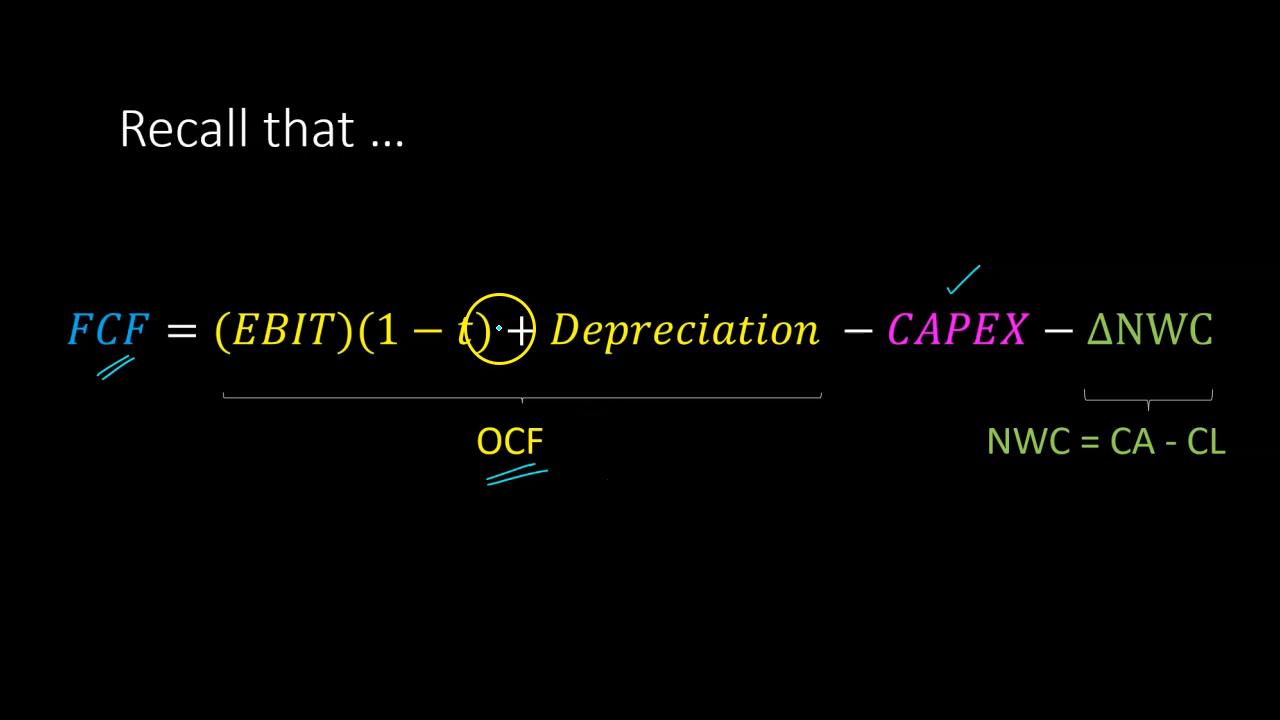 Recall that ...
FCF = (EBIT)(1 − t) + Depreciation − CAPEX − ΔNWC
OCF
NWC = CA - CL